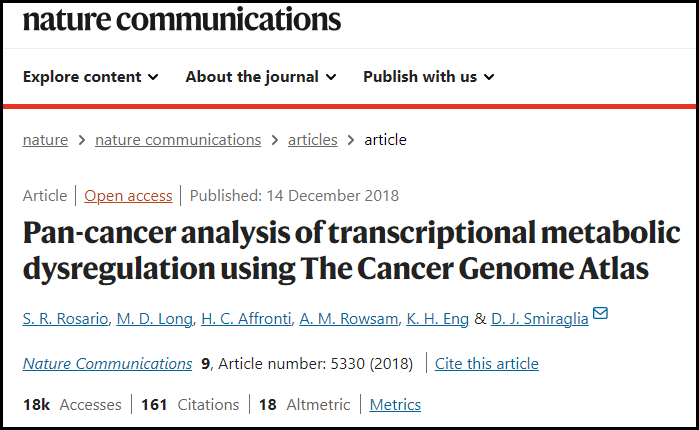 nature communications
Explore content About the journal Publish with us
nature > nature communications > articles > article
Article | Open access | Published: 14 December 2018
Pan-cancer analysis of transcriptional metabolic
dysregulation using The Cancer Genome Atlas
S. R. Rosario, M. D. Long, H. C. Affronti, A. M. Rowsam, K. H. Eng & D. J. Smiraglia
Nature Communications 9, Article number: 5330 (2018) | Cite this article
18k Accesses | 161 Citations | 18 Altmetric | Metrics